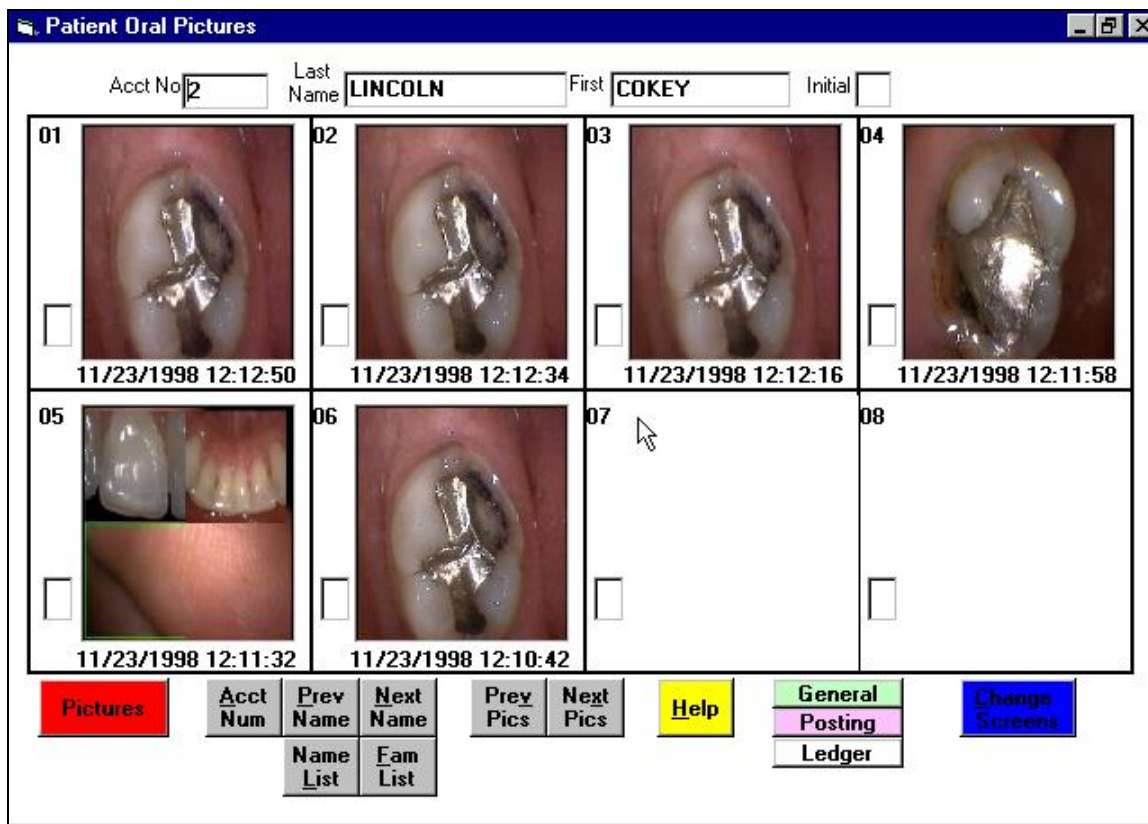 Patient Oral Pictures
Acct No 2 Last Name LINCOLN First COKEY Initial
01 02 03 04
11/23/1998 12:12:50 11/23/1998 12:12:34 11/23/1998 12:12:16 11/23/1998 12:11:58
05 06 07 08
11/23/1998 12:11:32 11/23/1998 12:10:42
Pictures Acct Num Prev Name Next Name Prev Pics Next Pics Help General Change Screens
Posting
Name List Fam List Ledger